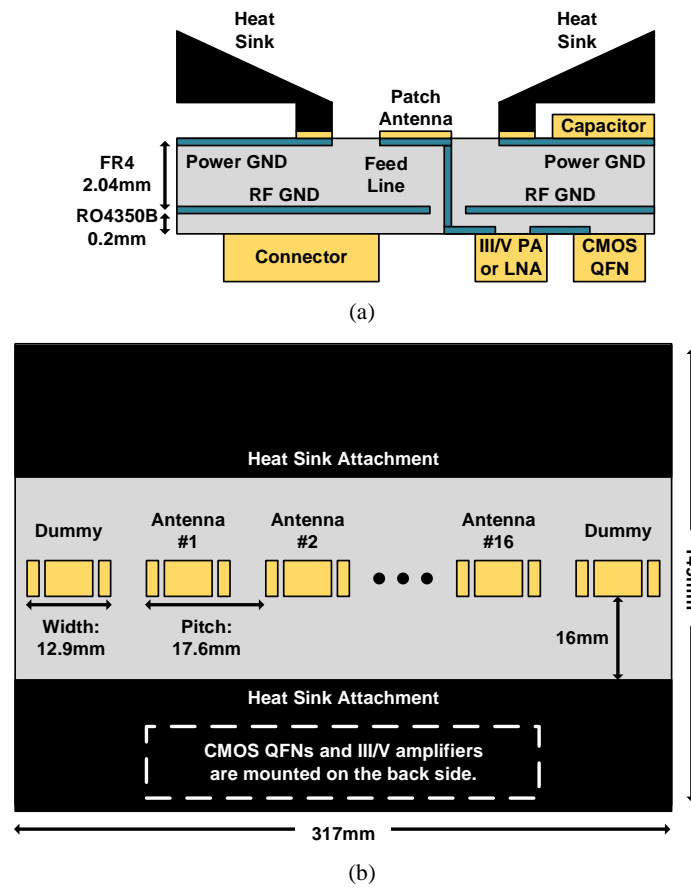 Heat
Sink
Heat
Sink
Patch
Antenna
Capacitor
FR4
2.04mm
Power GND
Feed
Line
Power GND
RF GND
RF GND
RO4350B
0.2mm
Connector
III/V PA
or LNA
CMOS
QFN
(a)
Heat Sink Attachment
Dummy
Antenna
#1
Antenna
#2
Antenna
#16
Dummy
Width:
12.9mm
Pitch:
17.6mm
16mm
Heat Sink Attachment
CMOS QFNs and III/V amplifiers
are mounted on the back side.
317mm
(b)